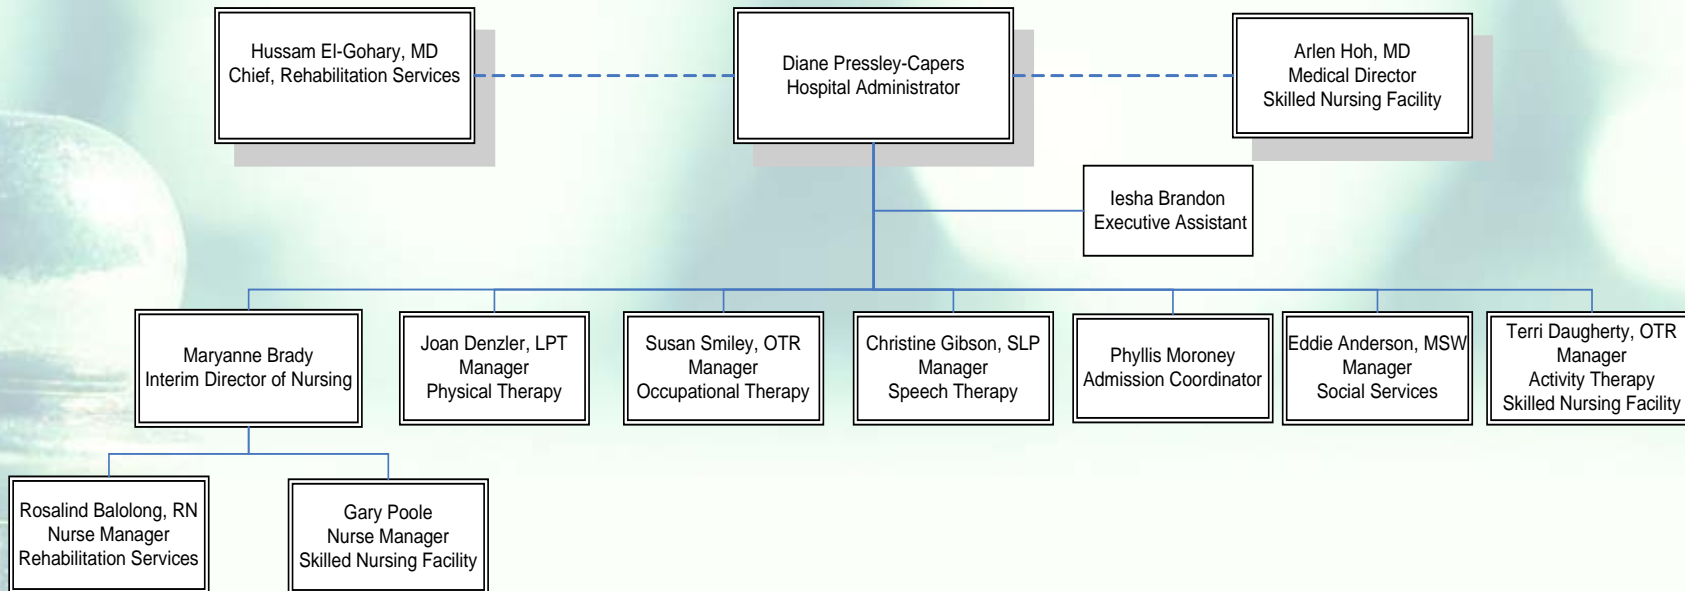 Hussam El-Gohary, MD
Chief, Rehabilitation Services
Diane Pressley-Capers
Hospital Administrator
Arlen Hoh, MD
Medical Director
Skilled Nursing Facility
Iesha Brandon
Executive Assistant
Maryanne Brady
Interim Director of Nursing
Joan Denzler, LPT
Manager
Physical Therapy
Susan Smiley, OTR
Manager
Occupational Therapy
Christine Gibson, SLP
Manager
Speech Therapy
Phyllis Moroney
Admission Coordinator
Eddie Anderson, MSW
Manager
Social Services
Terri Daugherty, OTR
Manager
Activity Therapy
Skilled Nursing Facility
Rosalind Balolong, RN
Nurse Manager
Rehabilitation Services
Gary Poole
Nurse Manager
Skilled Nursing Facility